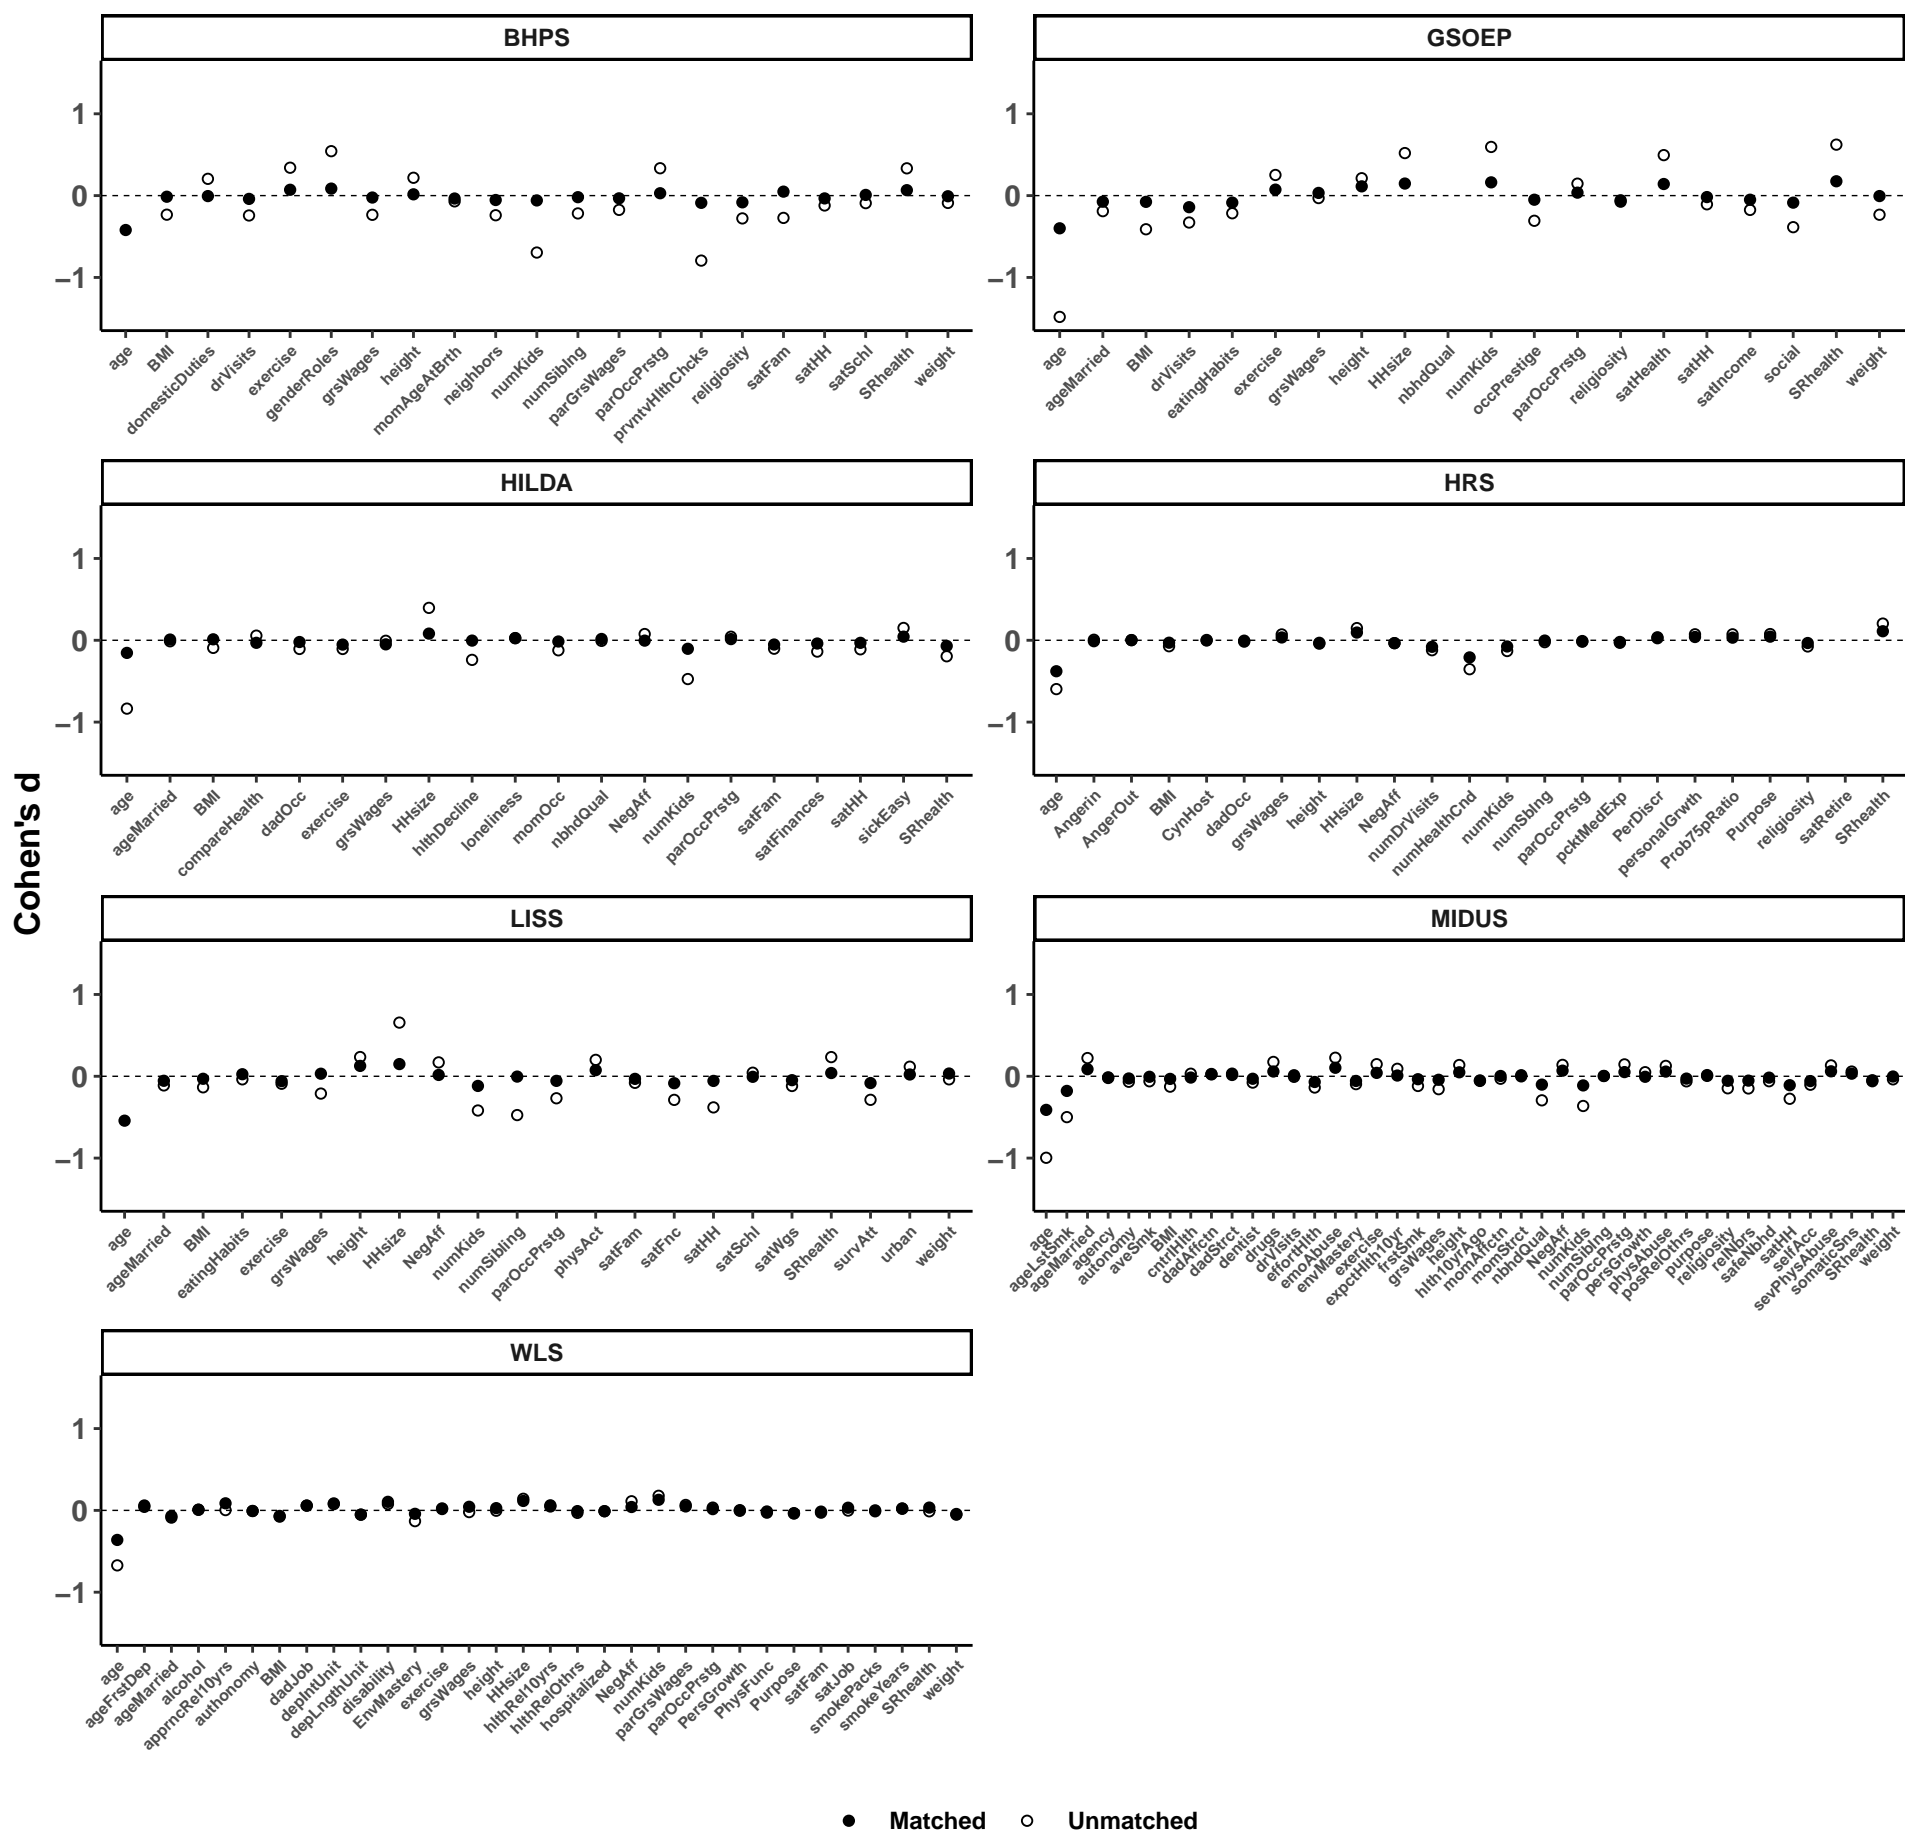 BHPS
1
0
−1
age
BMI
domesticDuties
drVisits
exercise
genderRoles
grsWages
height
momAgeAtBrth
neighbors
numKids
numSiblng
parGrsWages
parOccPrstg
prvntvHlthChcks
religiosity
satFam
satHH
satSchl
SRhealth
weight
GSOEP
1
0
−1
age
ageMarried
BMI
drVisits
eatingHabits
exercise
grsWages
height
HHsize
nbhdQual
numKids
occPrestige
parOccPrstg
religiosity
satHealth
satHH
satIncome
social
SRhealth
weight
HILDA
1
0
−1
age
ageMarried
BMI
compareHealth
dadOcc
exercise
grsWages
HHsize
hlthDecline
loneliness
momOcc
nbhdQual
NegAff
numKids
parOccPrstg
satFam
satFinances
satHH
sickEasy
SRhealth
HRS
1
0
−1
age
Angerin
AngerOut
BMI
CynHost
dadOcc
grsWages
height
HHsize
NegAff
numDrVisits
numHealthCnd
numKids
numSblng
parOccPrstg
pcktMedExp
PerDiscr
personalGrwth
Prob75pRatio
Purpose
religiosity
satRetire
SRhealth
Cohen's d
LISS
1
0
−1
age
ageMarried
BMI
eatingHabits
exercise
grsWages
height
HHsize
NegAff
numKids
numSibling
parOccPrstg
physAct
satFam
satFnc
satHH
satSchl
satWgs
SRhealth
survAtt
urban
weight
MIDUS
1
0
−1
age
ageLstSmk
ageMarried
agency
autonomy
aveSmk
BMI
cntrlHlth
dadAffctn
dadStrct
dentist
drugs
drVisits
effortHlth
emoAbuse
envMastery
exercise
expctHlth10yr
frstSmk
grsWages
height
hlth10yrAgo
momAffctn
momStrct
nbhdQual
NegAff
numKids
numSiblng
parOccPrstg
persGrowth
physAbuse
posRelOthrs
purpose
religiosity
relNbrs
safeNbhd
satHH
selfAcc
sevPhysAbuse
somaticSns
SRhealth
weight
WLS
1
0
−1
age
ageFrstDep
ageMarried
alcohol
apprncRel10yrs
authonomy
BMI
dadJob
depIntUnit
depLngthUnit
disability
EnvMastery
exercise
grsWages
height
HHsize
hlthRel10yrs
hlthRelOthrs
hospitalized
NegAff
numKids
parGrsWages
parOccPrstg
PersGrowth
PhysFunc
Purpose
satFam
satJob
smokePacks
smokeYears
SRhealth
weight
Matched
Unmatched